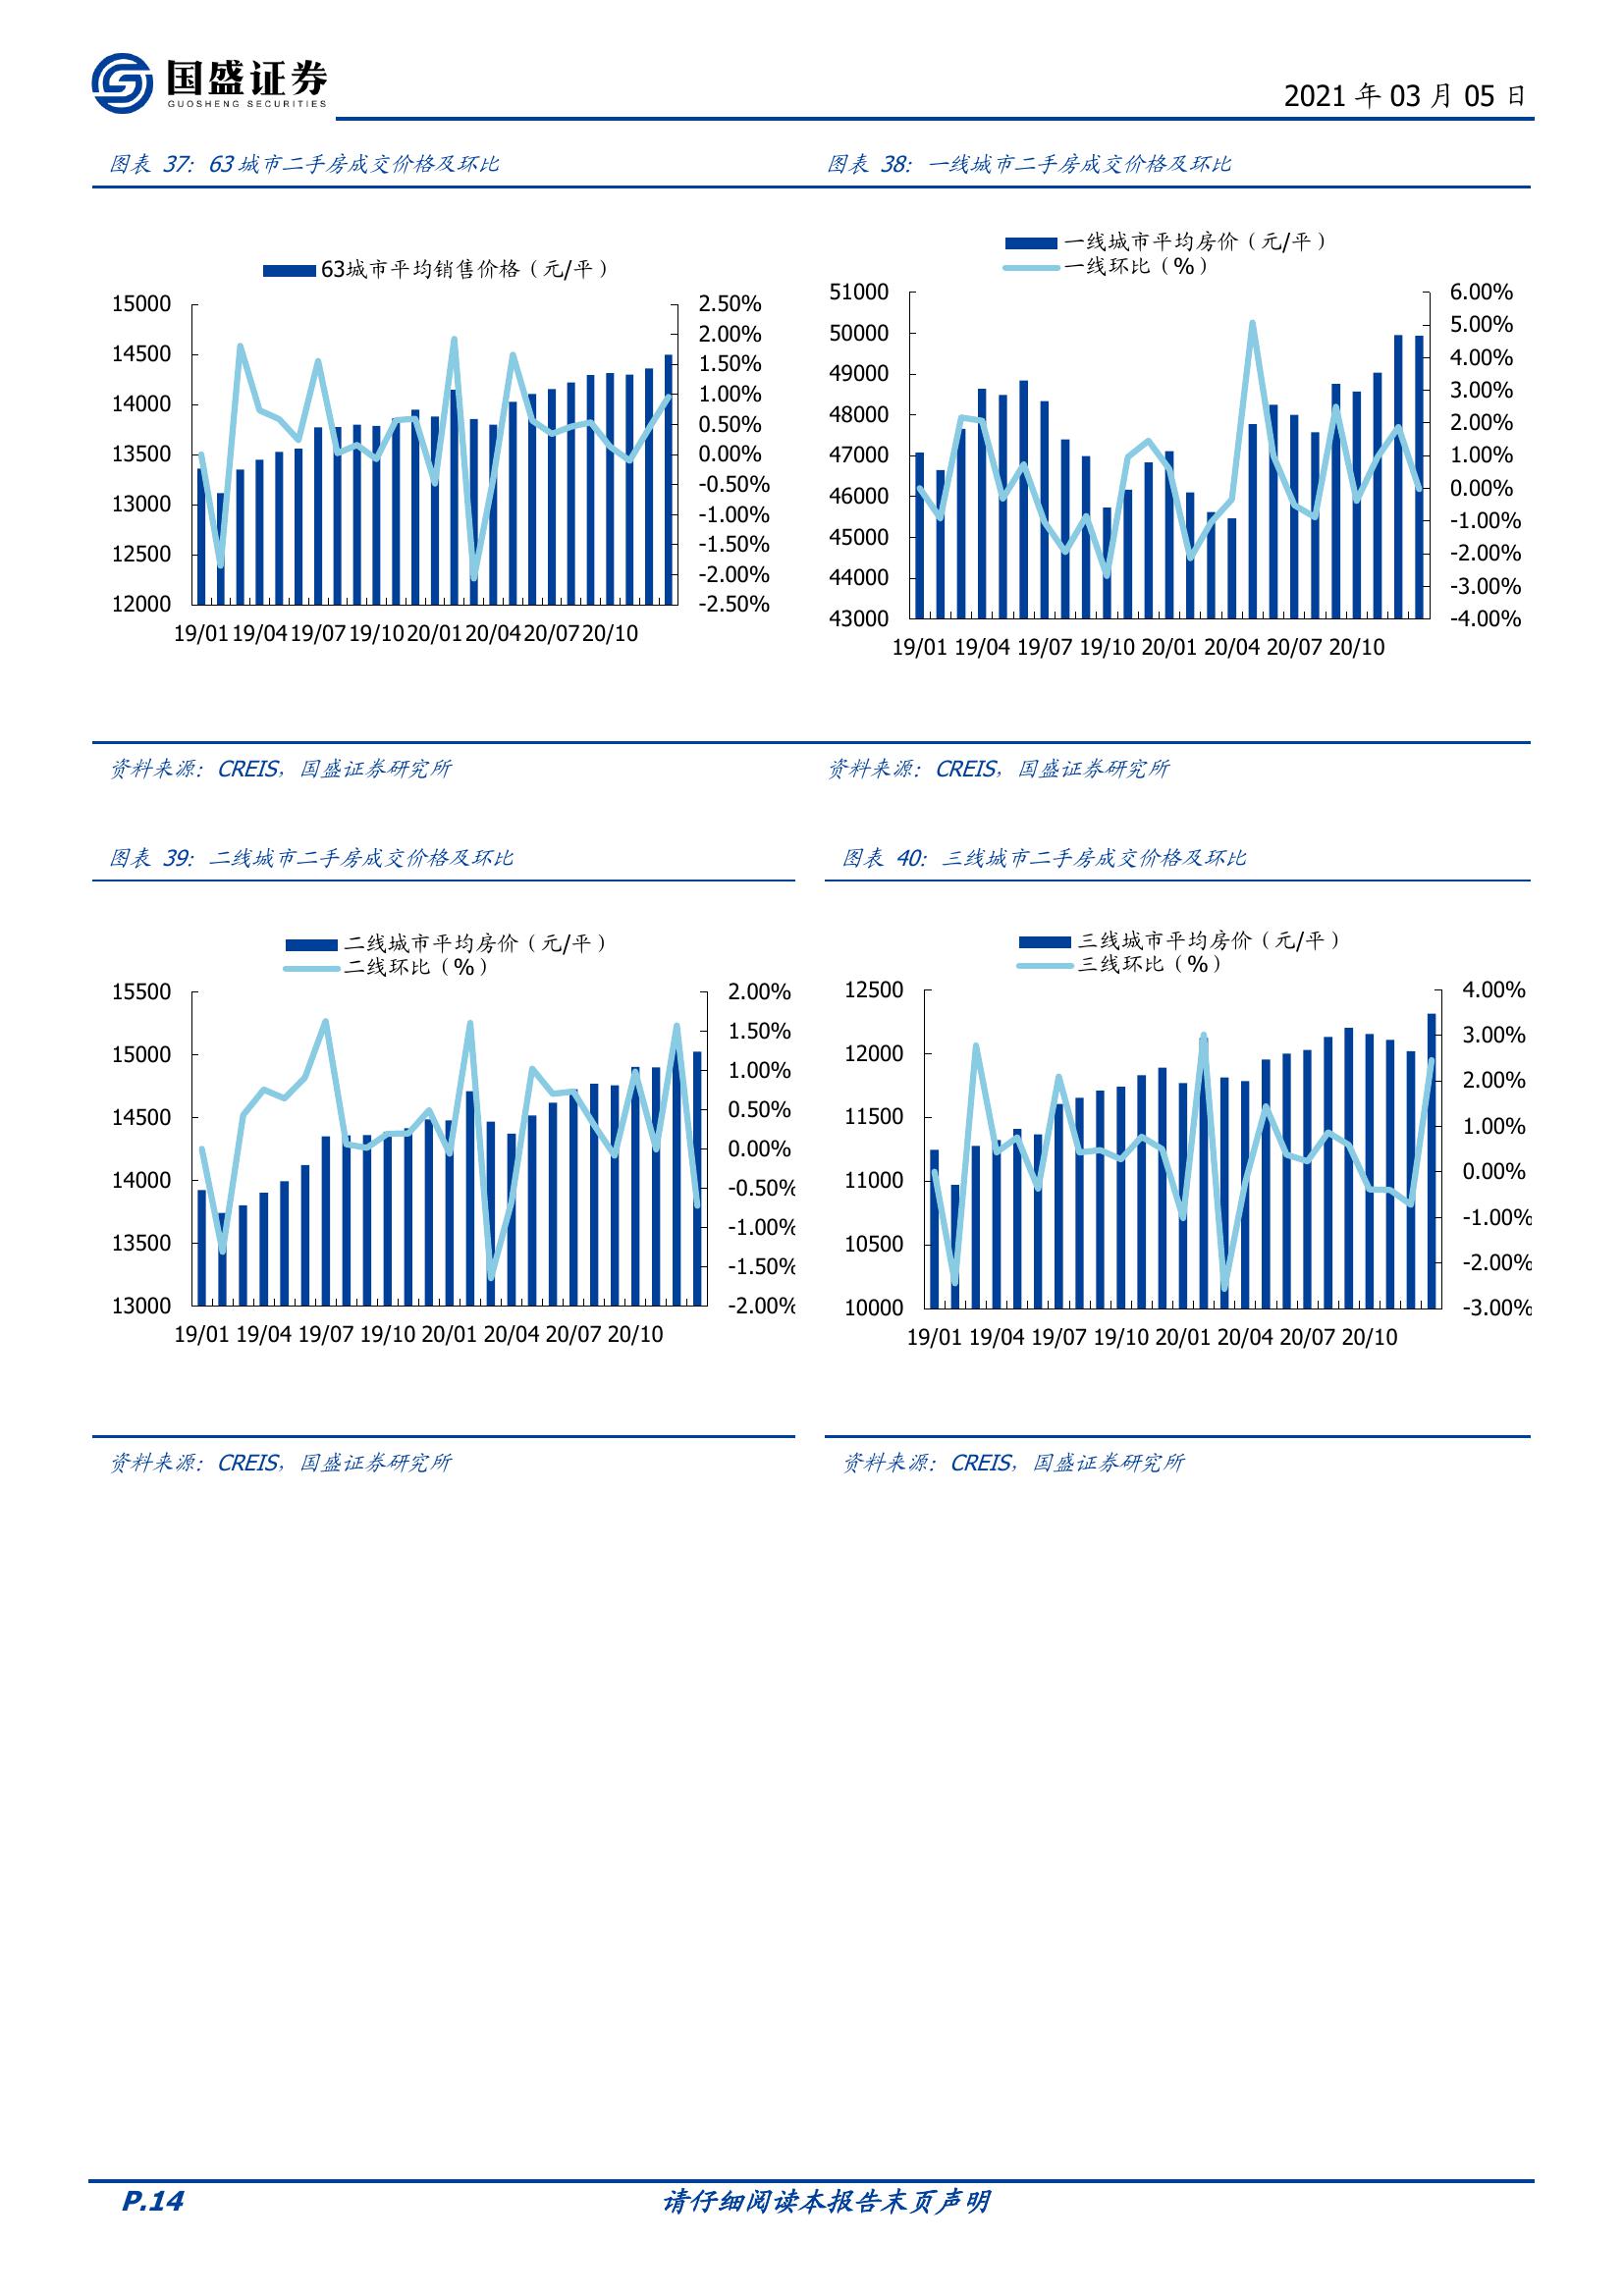 国盛证券
GUOSHENG SECURITIES
2021 年 03 月 05 日
图表 37：63 城市二手房成交价格及环比
63城市平均销售价格（元/平）
15000
14500
14000
13500
13000
12500
12000
2.50%
2.00%
1.50%
1.00%
0.50%
0.00%
-0.50%
-1.00%
-1.50%
-2.00%
-2.50%
19/01 19/04 19/07 19/10 20/01 20/04 20/07 20/10
资料来源：CREIS，国盛证券研究所
图表 38：一线城市二手房成交价格及环比
一线城市平均房价（元/平）
一线环比（%）
51000
50000
49000
48000
47000
46000
45000
44000
43000
6.00%
5.00%
4.00%
3.00%
2.00%
1.00%
0.00%
-1.00%
-2.00%
-3.00%
-4.00%
19/01 19/04 19/07 19/10 20/01 20/04 20/07 20/10
资料来源：CREIS，国盛证券研究所
图表 39：二线城市二手房成交价格及环比
二线城市平均房价（元/平）
二线环比（%）
15500
15000
14500
14000
13500
13000
2.00%
1.50%
1.00%
0.50%
0.00%
-0.50%
-1.00%
-1.50%
-2.00%
19/01 19/04 19/07 19/10 20/01 20/04 20/07 20/10
资料来源：CREIS，国盛证券研究所
图表 40：三线城市二手房成交价格及环比
三线城市平均房价（元/平）
三线环比（%）
12500
12000
11500
11000
10500
10000
4.00%
3.00%
2.00%
1.00%
0.00%
-1.00%
-2.00%
-3.00%
19/01 19/04 19/07 19/10 20/01 20/04 20/07 20/10
资料来源：CREIS，国盛证券研究所
P.14
请仔细阅读本报告末页声明